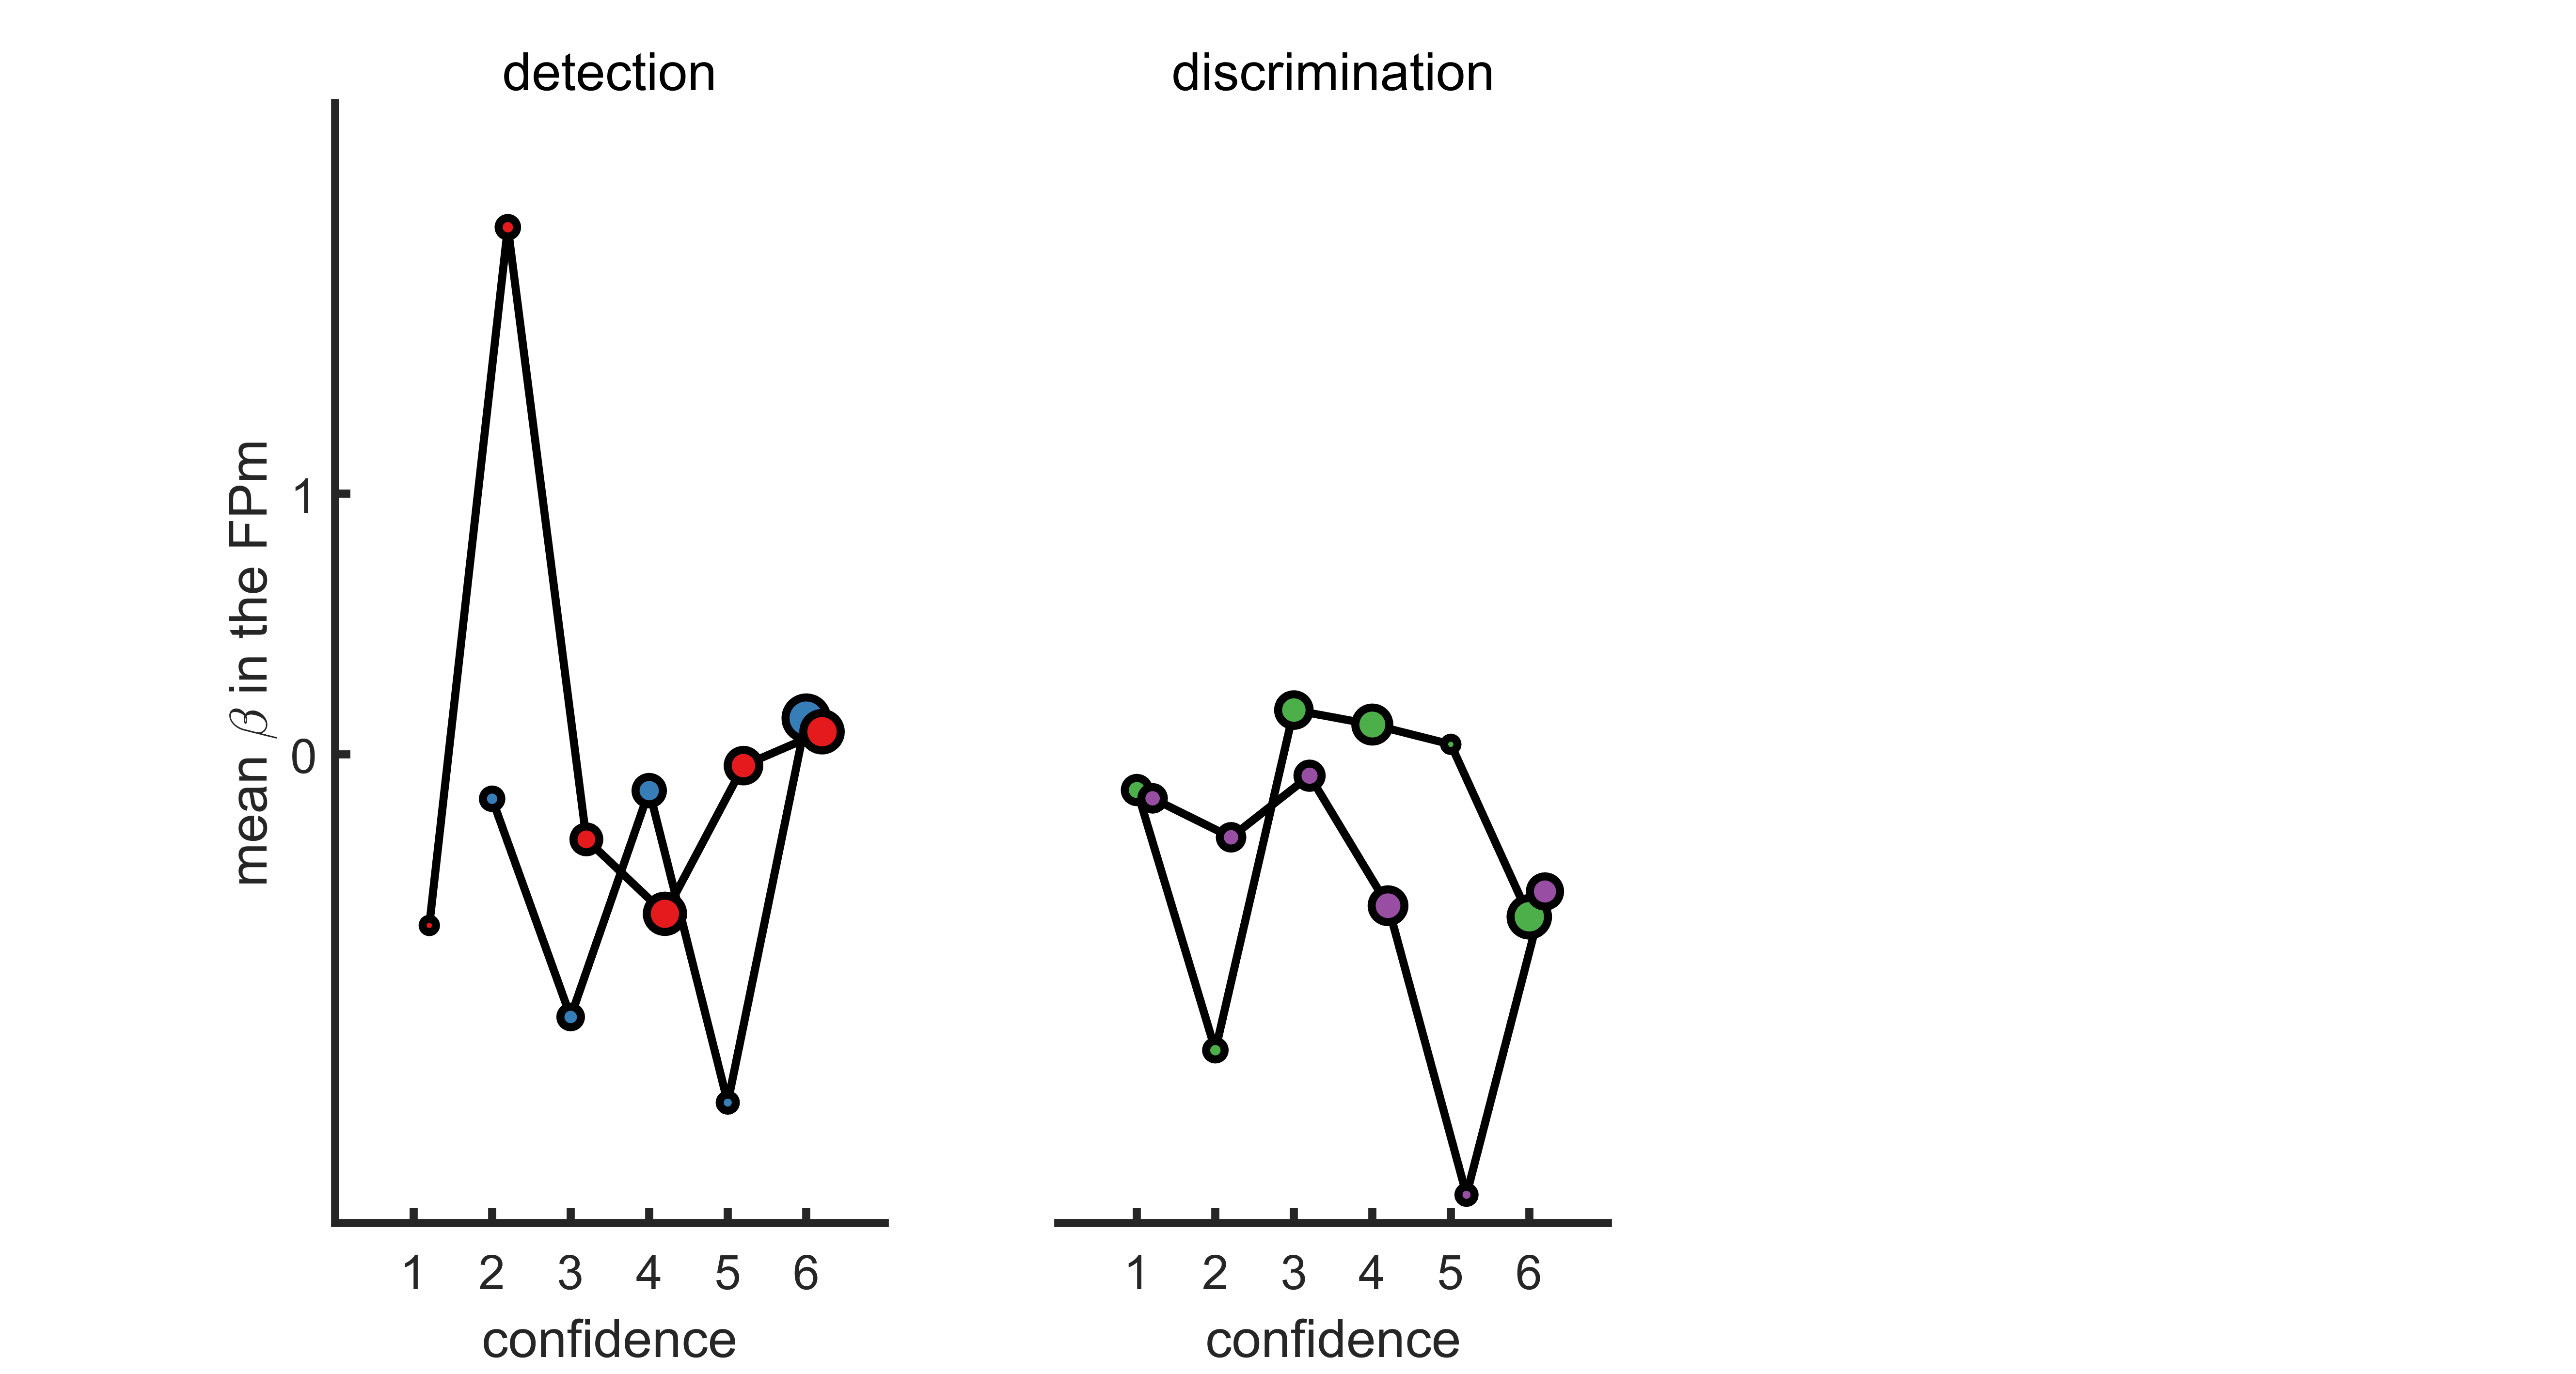 detection
discrimination
mean β in the FPm
1
0
1 2 3 4 5 6
1 2 3 4 5 6
confidence
confidence